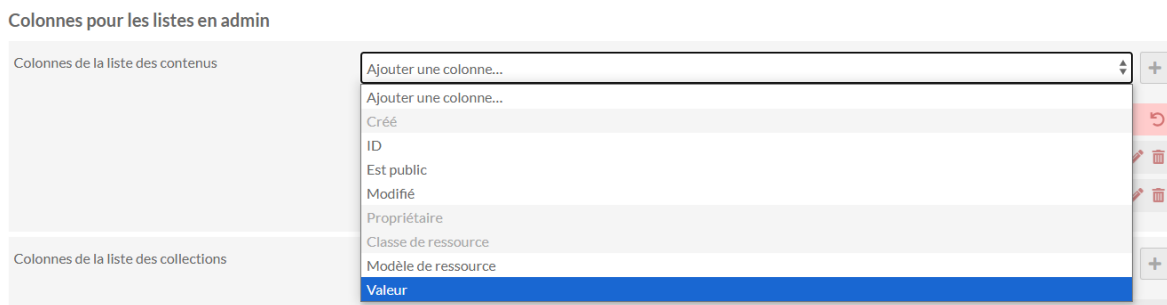 Colonnes pour les listes en admin
Colonnes de la liste des contenus
Ajouter une colonne...
Ajouter une colonne...
Créé
ID
Est public
Modifié
Propriétaire
Classe de ressource
Modèle de ressource
Valeur
Colonnes de la liste des collections